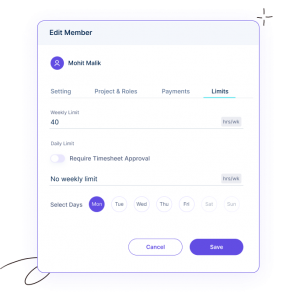 Edit Member
Mohit Malik
Setting Project & Roles Payments Limits
Weekly Limit
40 hrs/wk
Daily Limit
Require Timesheet Approval
No weekly limit hrs/wk
Select Days Mon Tue Wed Thu Fri Sat Sun
Cancel Save